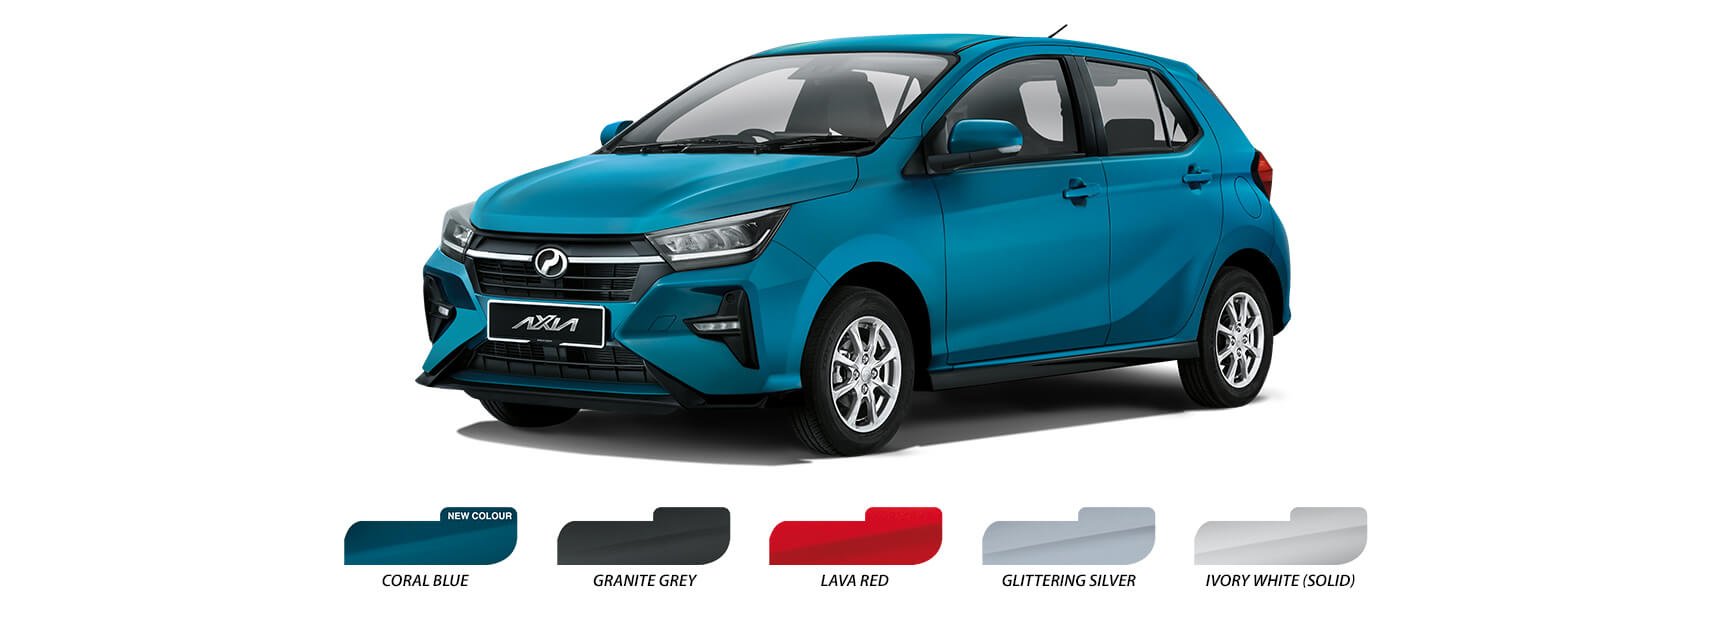 AXIA
NEW COLOUR
CORAL BLUE
GRANITE GREY
LAVA RED
GLITTERING SILVER
IVORY WHITE (SOLID)